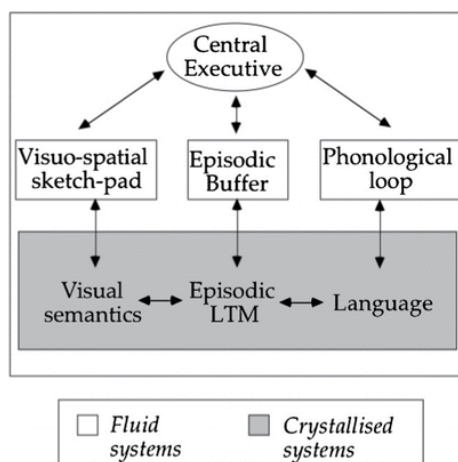 Central
Executive
Visuo-spatial
sketch-pad
Episodic
Buffer
Phonological
loop
Visual
semantics
Episodic
LTM
Language
Fluid
systems
Crystallised
systems